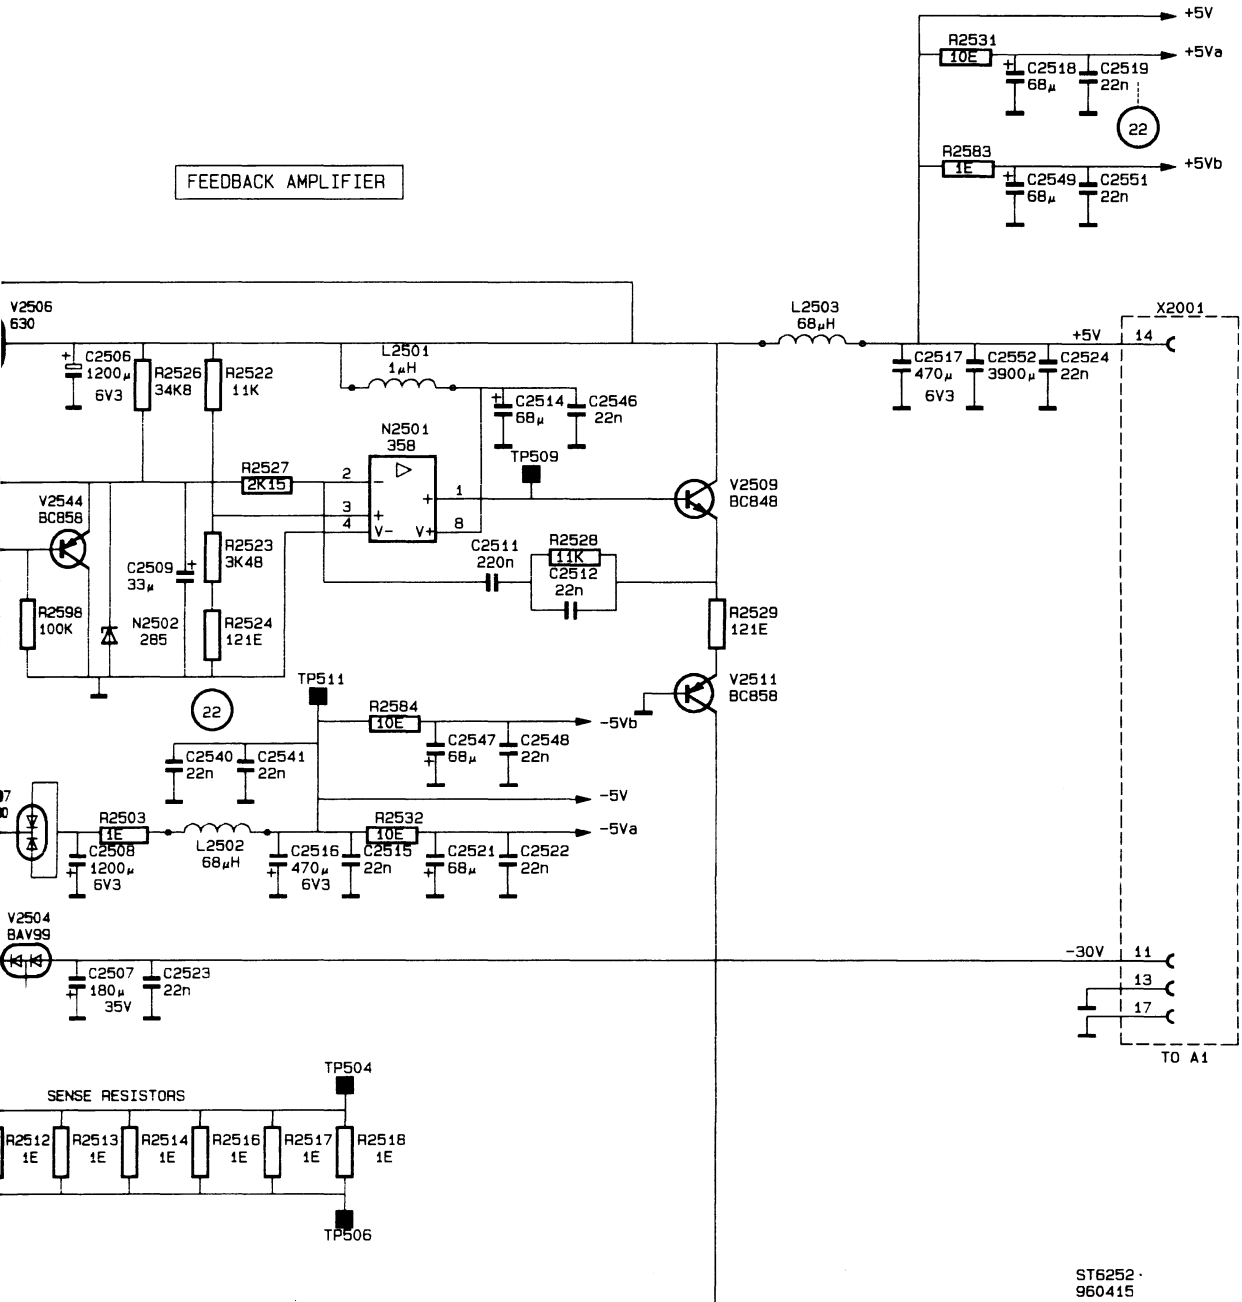 +5V
R2531
10E
+5Va
C2518
68µ
C2519
22n
22
R2583
1E
+5Vb
C2549
68µ
C2551
22n
FEEDBACK AMPLIFIER
V2506
630
L2503
68µH
X2001
+5V
14
C2506
1200µ
6V3
R2526
34K8
R2522
11K
L2501
1µH
C2517
470µ
6V3
C2552
3900µ
C2524
22n
C2514
68µ
C2546
22n
N2501
358
TP509
R2527
2K15
2
-
+
1
3
+
4
V-
V+
8
V2509
BC848
V2544
BC858
R2523
3K48
C2509
33µ
C2511
220n
R2528
11K
C2512
22n
R2598
100K
N2502
285
R2524
121E
R2529
121E
V2511
BC858
22
TP511
R2584
10E
-5Vb
C2540
22n
C2541
22n
C2547
68µ
C2548
22n
-5V
R2503
1E
L2502
68µH
R2532
10E
-5Va
C2508
1200µ
6V3
C2516
470µ
6V3
C2515
22n
C2521
68µ
C2522
22n
V2504
BAV99
-30V
11
C2507
180µ
35V
C2523
22n
13
17
TO A1
TP504
SENSE RESISTORS
R2512
1E
R2513
1E
R2514
1E
R2516
1E
R2517
1E
R2518
1E
TP506
ST6252
960415